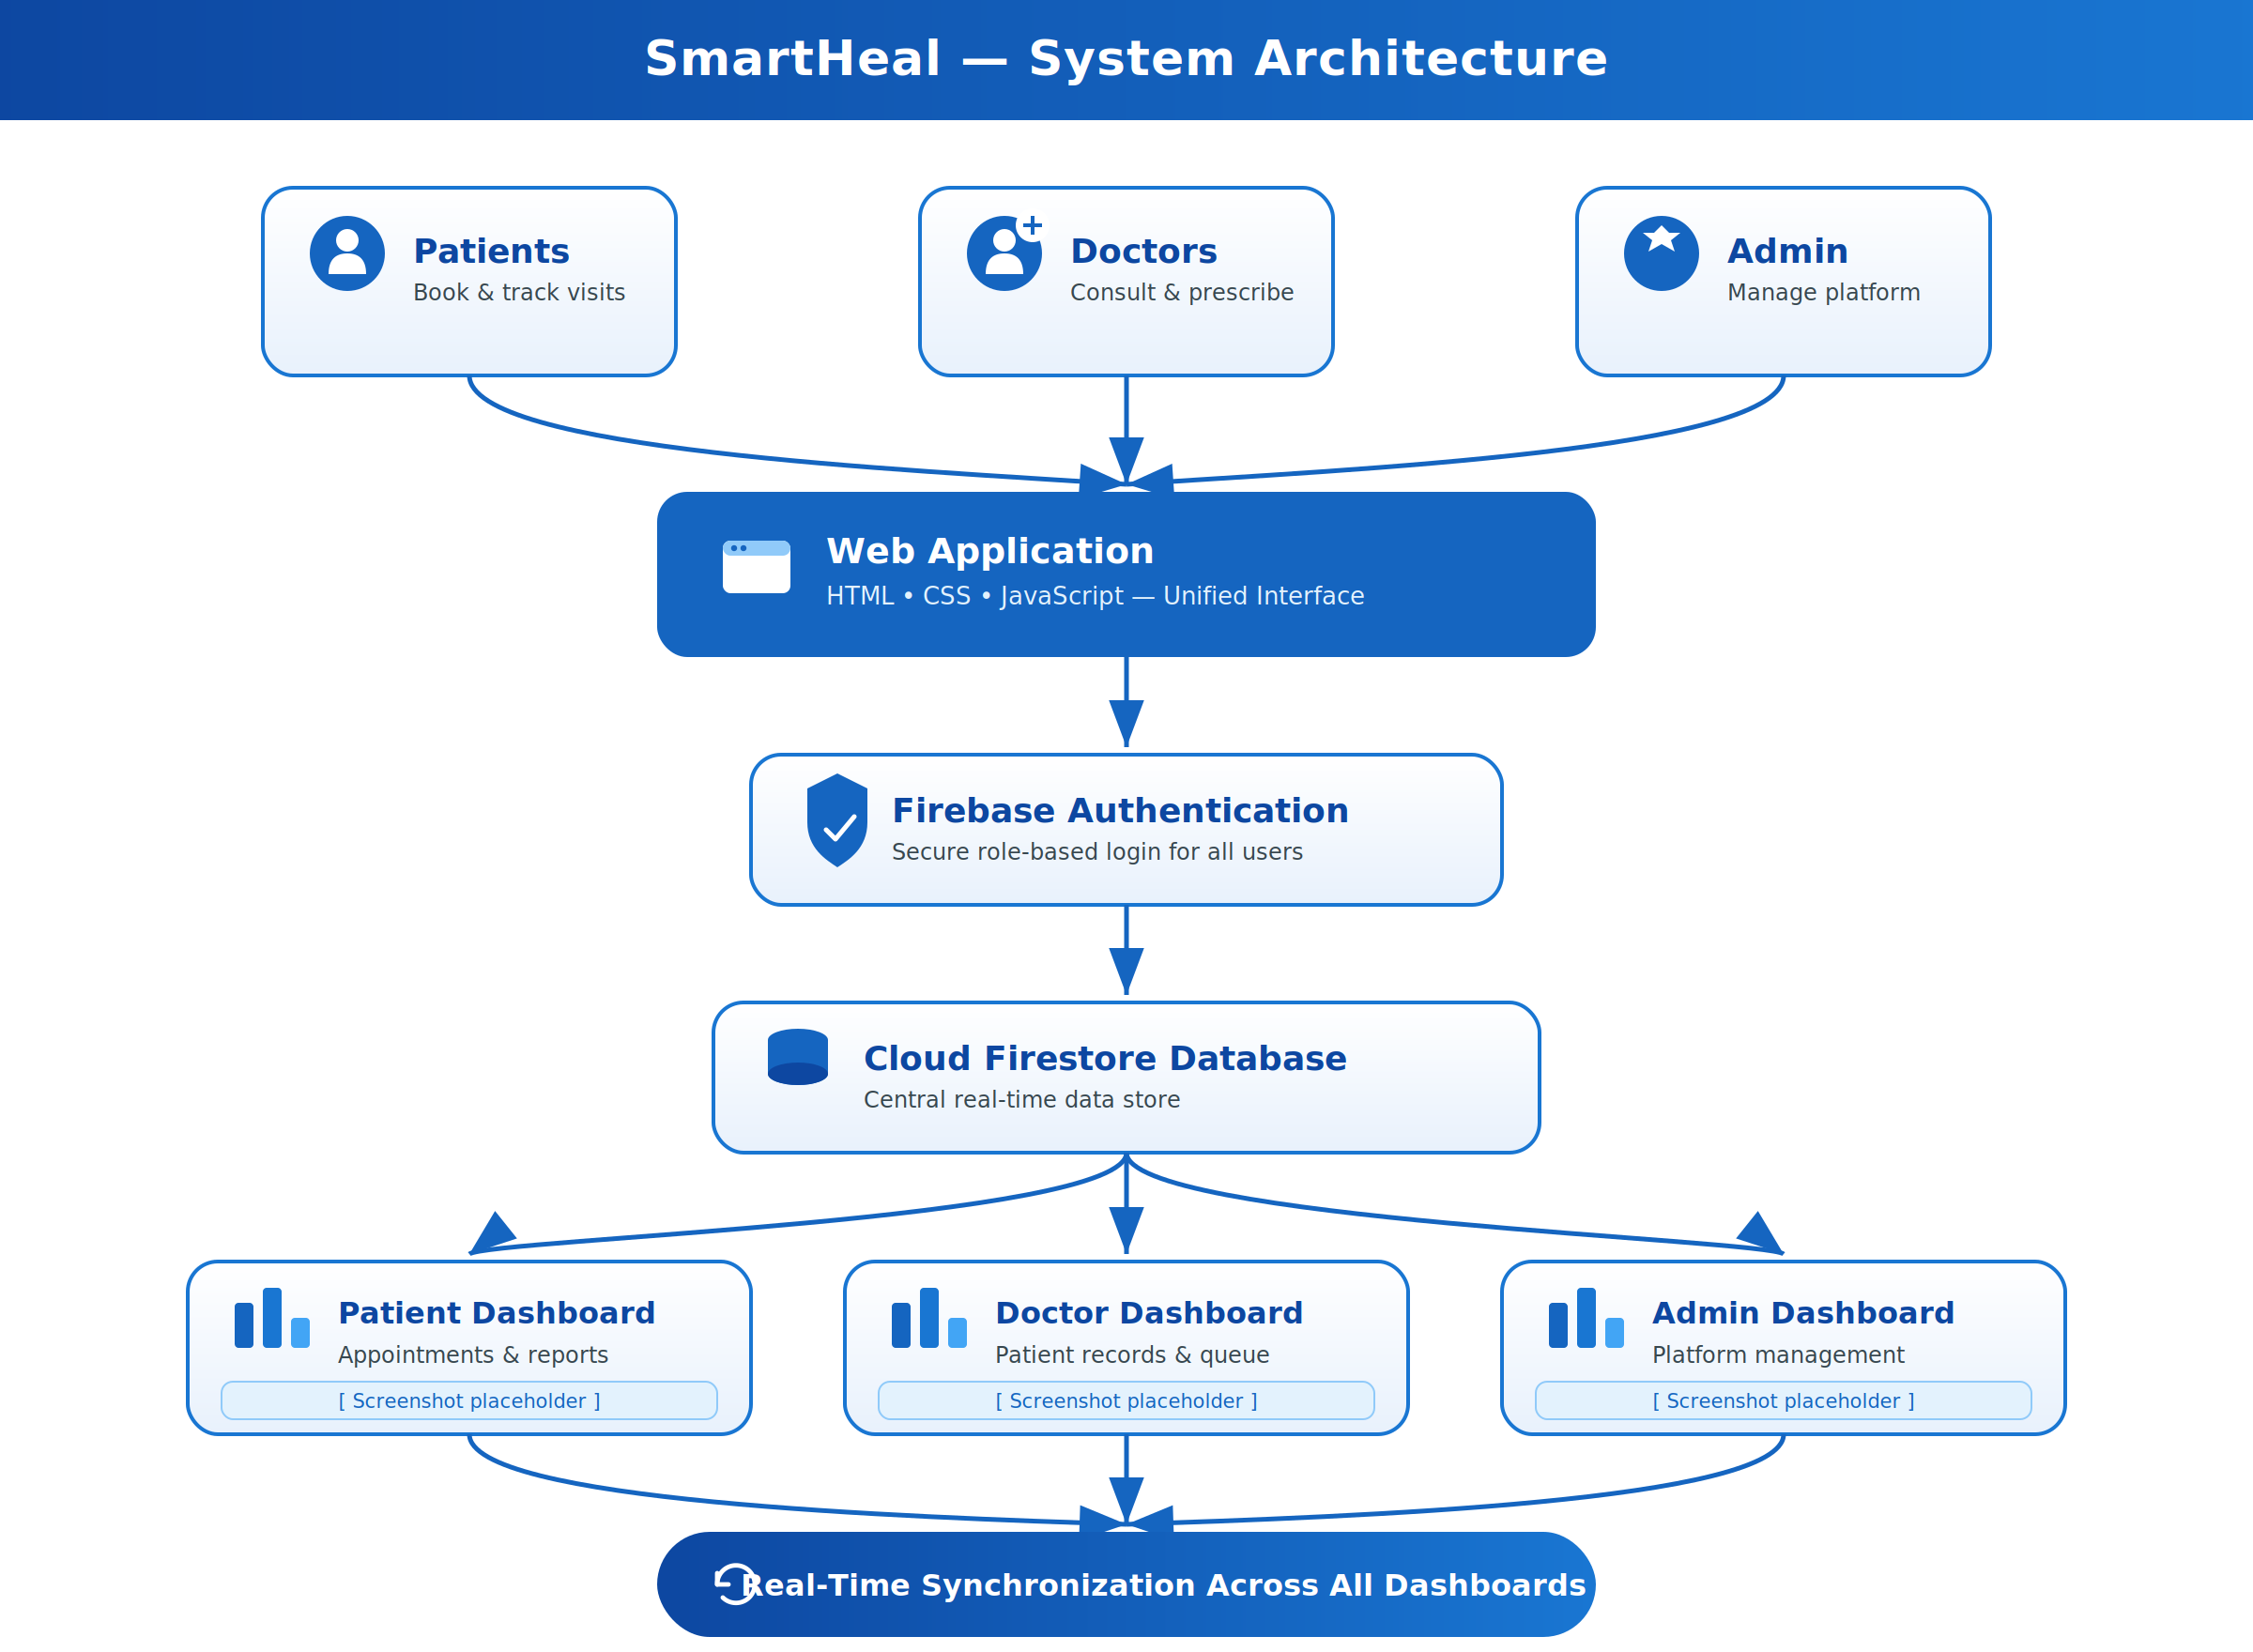 SmartHeal — System Architecture
Patients
Book & track visits
Doctors
Consult & prescribe
Admin
Manage platform
Web Application
HTML • CSS • JavaScript — Unified Interface
Firebase Authentication
Secure role-based login for all users
Cloud Firestore Database
Central real-time data store
Patient Dashboard
Appointments & reports
[ Screenshot placeholder ]
Doctor Dashboard
Patient records & queue
[ Screenshot placeholder ]
Admin Dashboard
Platform management
[ Screenshot placeholder ]
Real-Time Synchronization Across All Dashboards